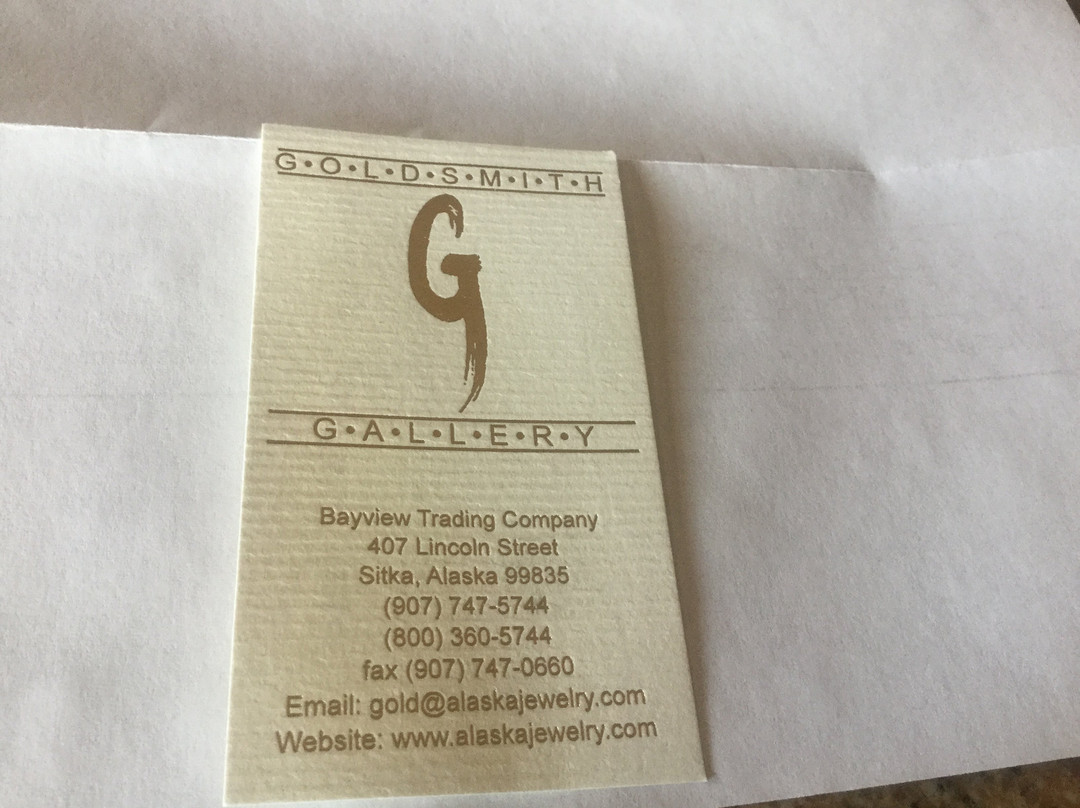 G•O•L•D•S•M•I•T•H
G
G•A•L•L•E•R•Y
Bayview Trading Company
407 Lincoln Street
Sitka, Alaska 99835
(907) 747-5744
(800) 360-5744
fax (907) 747-0660
Email: gold@alaskajewelry.com
Website: www.alaskajewelry.com